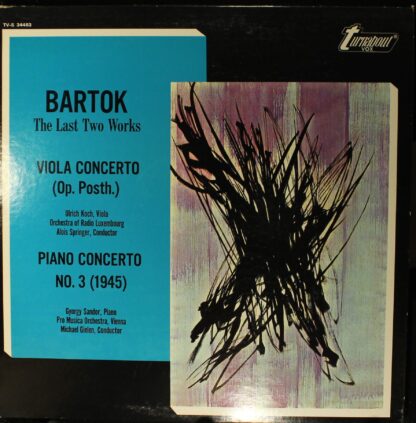 TV-S 34483
turnabout
VOX
BARTOK
The Last Two Works
VIOLA CONCERTO
(Op. Posth.)
Ulrich Koch, Viola
Orchestra of Radio Luxembourg
Alois Springer, Conductor
PIANO CONCERTO
NO. 3 (1945)
Gyorgy Sandor, Piano
Pro Musica Orchestra, Vienna
Michael Gielen, Conductor